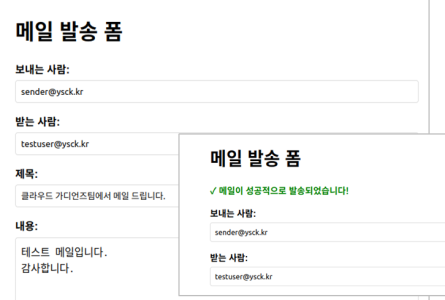 메일 발송 폼
보내는 사람:
sender@ysck.kr
받는 사람:
testuser@ysck.kr
제목:
클라우드 가디언즈팀에서 메일 드립니다.
내용:
테스트 메일입니다.
감사합니다.
메일 발송 폼
✓ 메일이 성공적으로 발송되었습니다!
보내는 사람:
sender@ysck.kr
받는 사람:
testuser@ysck.kr